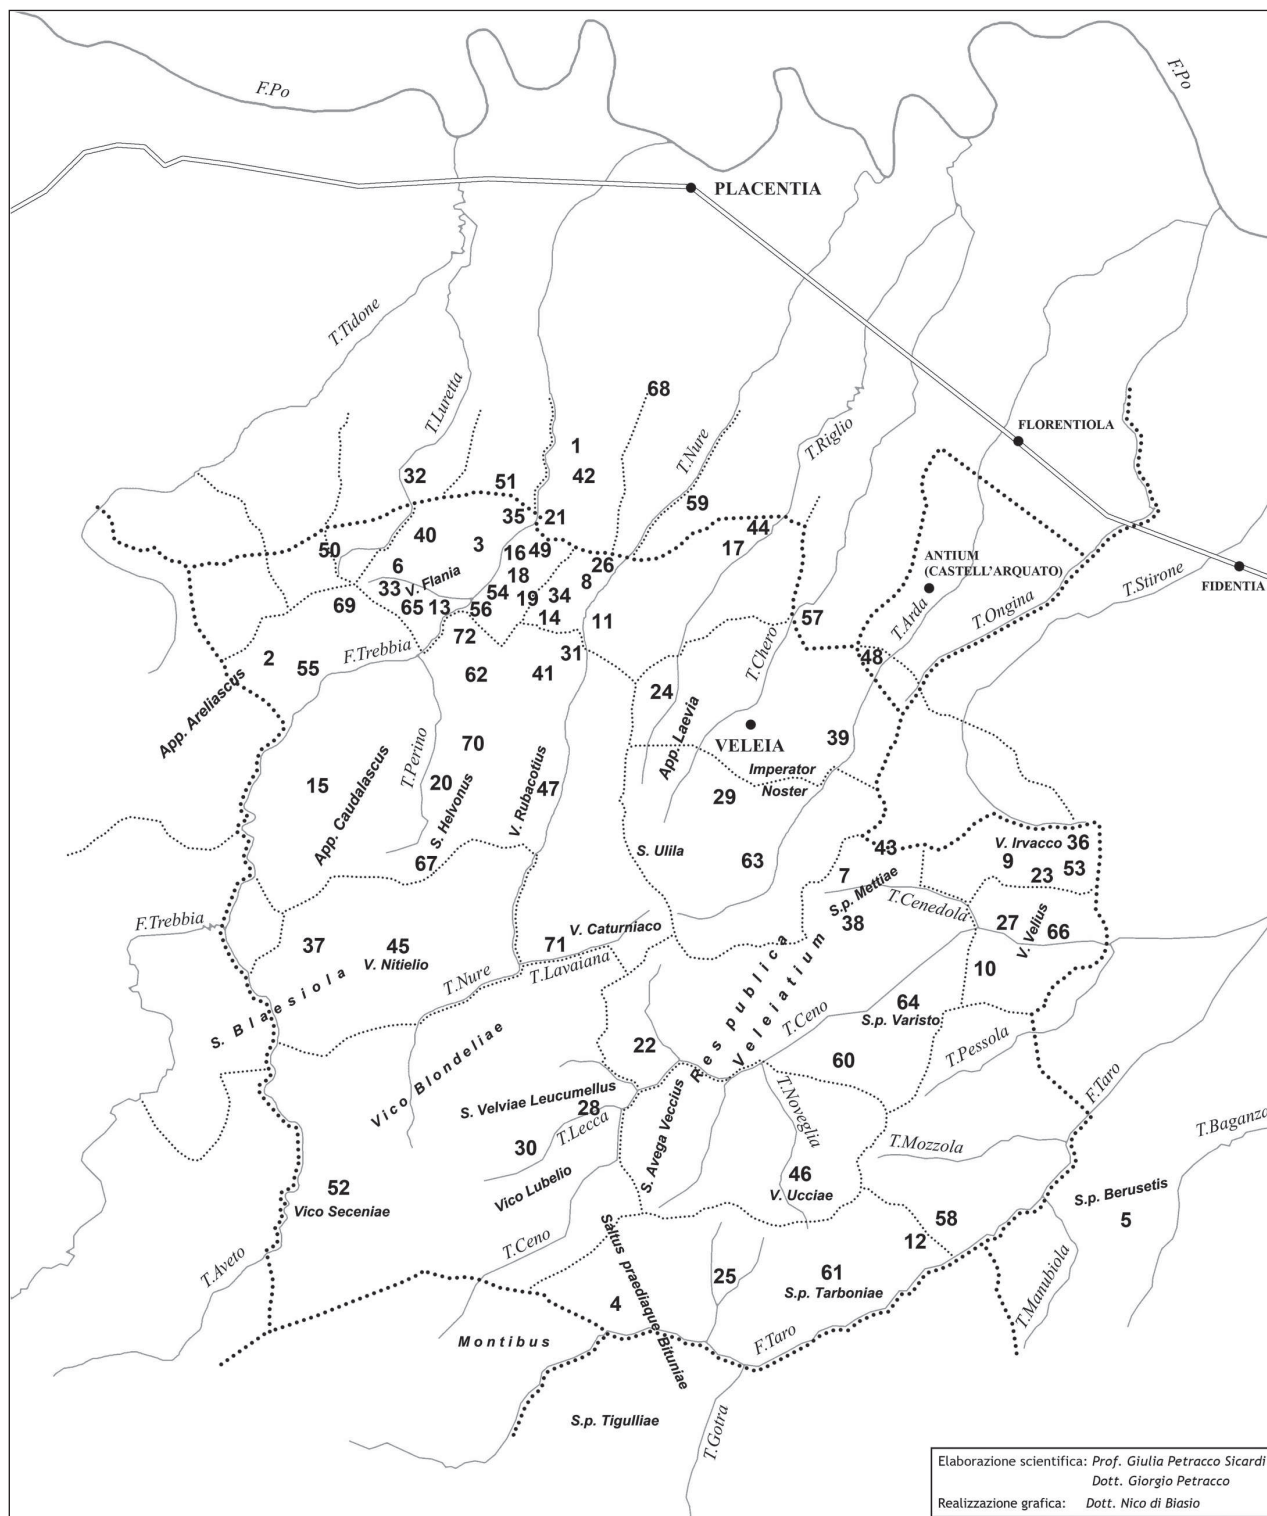 F.Po
F.Po
PLACENTIA
T.Tidone
T.Luretta
68
T.Nure
T.Riglio
FLORENTIOLA
1
42
32
51
59
35
21
44
40
3
17
50
16
49
ANTIUM
(CASTELL'ARQUATO)
T.Stirone
FIDENTIA
6
V. Flania
18
26
8
33
54
19
34
T.Arda
T.Ongina
69
65
13
56
14
11
57
72
F.Trebbia
31
T.Chero
48
2
55
62
41
24
App. Areliascus
App. Laevia
VELEIA
39
70
T.Perino
Imperator
Noster
15
App. Caudalascus
20
S. Helvonus
V. Rubacotius
47
29
67
S. Ulila
63
43
V. Irvacco
36
7
S.p. Mettiae
9
23
53
T.Cenedola
F.Trebbia
38
27
V. Velius
66
37
45
V. Nitielio
71
V. Caturniaco
T.Lavaiana
10
T.Nure
S. Blaesiola
Res publica
Veleiatium
T.Ceno
64
S.p. Varisto
T.Pessola
22
60
Vico Blondeliae
S. Velviae Leucumellus
28
T.Lecca
S. Avega Veccius
T.Noveglia
F.Taro
T.Baganza
30
T.Mozzola
Vico Lubelio
46
V. Ucciae
52
Vico Seceniae
S.p. Berusetis
5
58
12
T.Ceno
T.Aveto
Saltus praediaque Bituniae
25
61
S.p. Tarboniae
T.Manubiola
4
Montibus
F.Taro
S.p. Tigulliae
T.Gotra
Elaborazione scientifica: Prof. Giulia Petracco Sicardi
Dott. Giorgio Petracco
Realizzazione grafica: Dott. Nico di Biasio